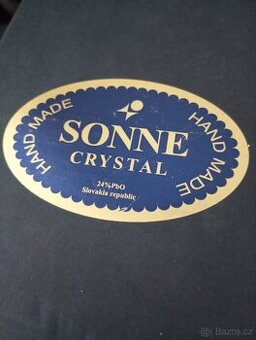 HAND MADE
HAND MADE
SONNE
CRYSTAL
24%PbO
Slovakia republic
Bazos.cz